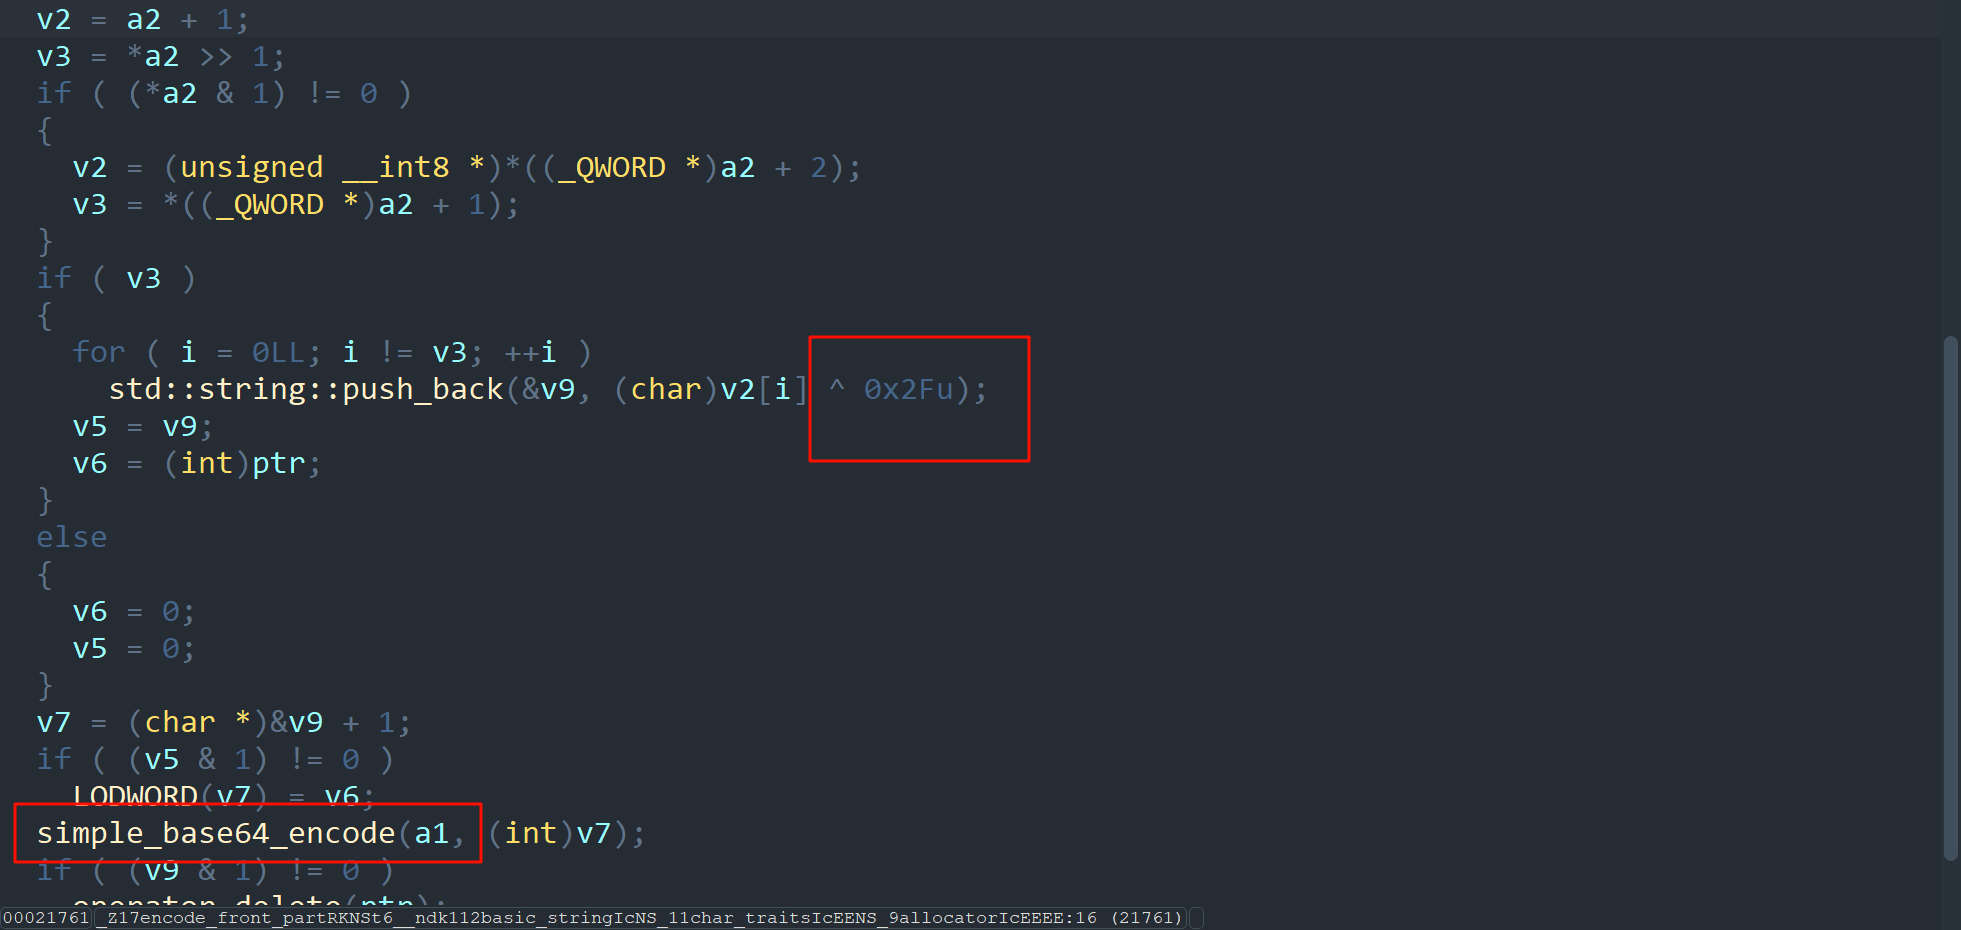 v2 = a2 + 1;
v3 = *a2 >> 1;
if ( (*a2 & 1) != 0 )
{
v2 = (unsigned __int8 *)*((_QWORD *)a2 + 2);
v3 = *((_QWORD *)a2 + 1);
}
if ( v3 )
{
for ( i = 0LL; i != v3; ++i )
std::string::push_back(&v9, (char)v2[i] ^ 0x2Fu);
v5 = v9;
v6 = (int)ptr;
}
else
{
v6 = 0;
v5 = 0;
}
v7 = (char *)&v9 + 1;
if ( (v5 & 1) != 0 )
LODWORD(v7) = v6;
simple_base64_encode(a1, (int)v7);
if ( (v9 & 1) != 0 )
operator delete(ptr);
00021761 _Z17encode_front_partRKNSt6__ndk112basic_stringIcNS_11char_traitsIcEENS_9allocatorIcEEEE:16 (21761)